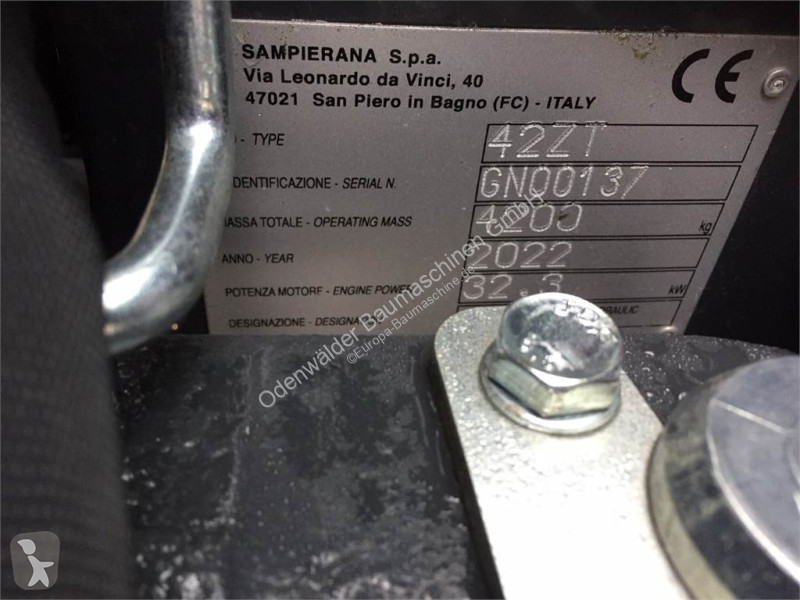 SAMPIERANA S.p.a.
Via Leonardo da Vinci, 40
47021 San Piero in Bagno (FC) - ITALY
CE
- TYPE 42ZT
DENTIFICAZIONE - SERIAL N. GN00137
ASSA TOTALE - OPERATING MASS 4200 kg
ANNO - YEAR 2022
POTENZA MOTORE - ENGINE POWER 32.3 kW
DESIGNAZIONE - DESIGNA
Odenwälder Baumaschinen GmbH
©Europa-Baumaschine.de